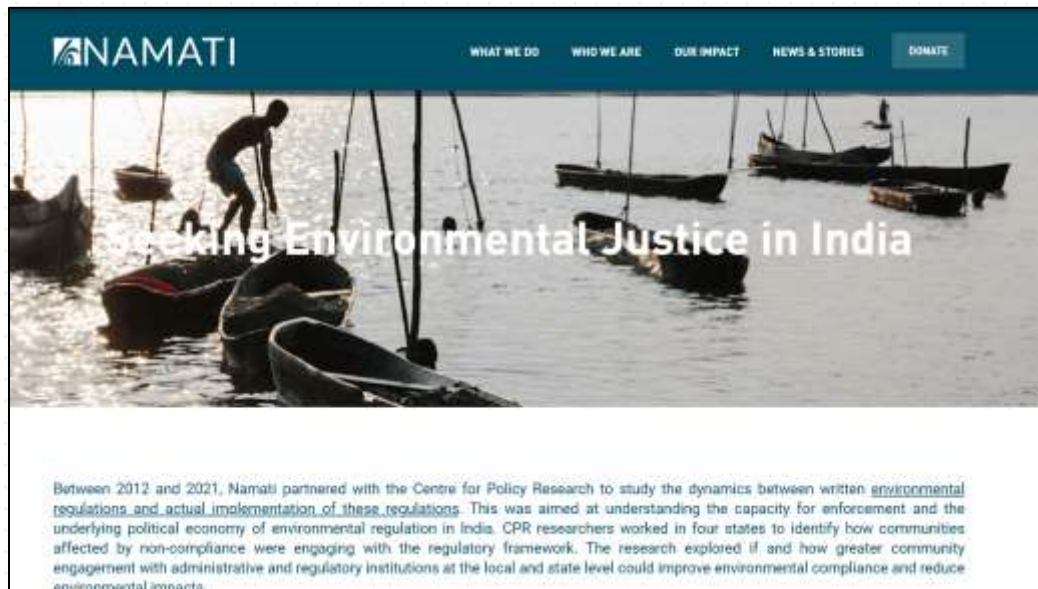 NAMATI
WHAT WE DO WHO WE ARE OUR IMPACT NEWS & STORIES DONATE
Seeking Environmental Justice in India
Between 2012 and 2021, Namati partnered with the Centre for Policy Research to study the dynamics between written environmental
regulations and actual implementation of these regulations. This was aimed at understanding the capacity for enforcement and the
underlying political economy of environmental regulation in India. CPR researchers worked in four states to identify how communities
affected by non-compliance were engaging with the regulatory framework. The research explored if and how greater community
engagement with administrative and regulatory institutions at the local and state level could improve environmental compliance and reduce
environmental impacts.